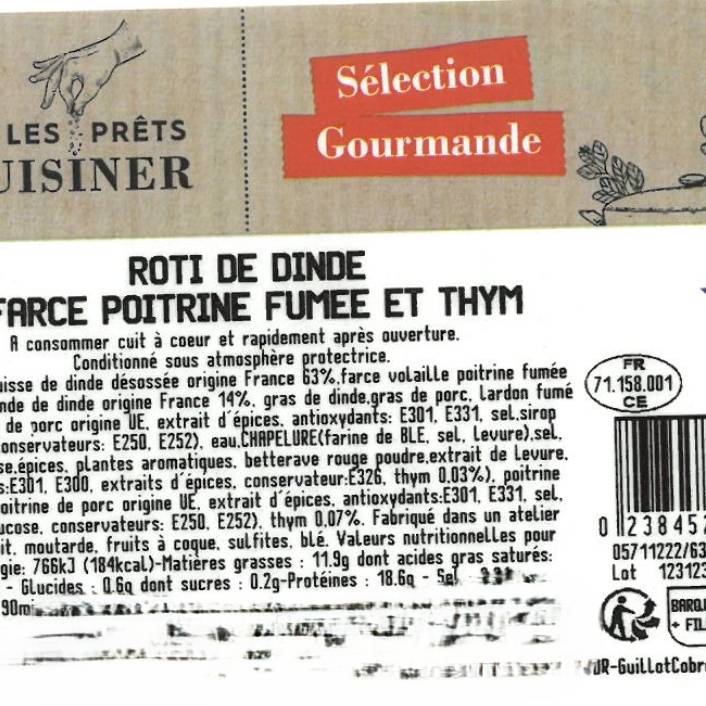 LES PRÊTS
UISINER
Sélection
Gourmande
ROTI DE DINDE
FARCE POITRINE FUMEE ET THYM
A consommer cuit à coeur et rapidement après ouverture.
Conditionné sous atmosphère protectrice.
uisse de dinde désossée origine France 63%,farce volaille poitrine fumée
nde de dinde origine France 14%, gras de dinde,gras de porc, Lardon fumé
de porc origine UE, extrait d'épices, antioxydants: E301, E331, sel,sirop
onservateurs: E250, E252), eau,CHAPELURE(farine de BLE, sel, Levure),sel,
se,épices, plantes aromatiques, betterave rouge poudre,extrait de Levure,
s:E301, E300, extraits d'épices, conservateur:E326, thym 0,03%), poitrine
oitrine de porc origine UE, extrait d'épices, antioxydants:E301, E331, sel,
ucose, conservateurs: E250, E252), thym 0,07%. Fabriqué dans un atelier
it, moutarde, fruits à coque, sulfites, blé. Valeurs nutritionnelles pour
gie: 766kJ (184kcal)-Matières grasses : 11.9g dont acides gras saturés:
- Glucides : 0.6g dont sucres : 0.2g-Protéines : 18.6g - Sel
90mi
FR
71.158.001
CE
0 238452
05711222/63
Lot 123123
BARQU
+ FIL
UR-GuillotCobr